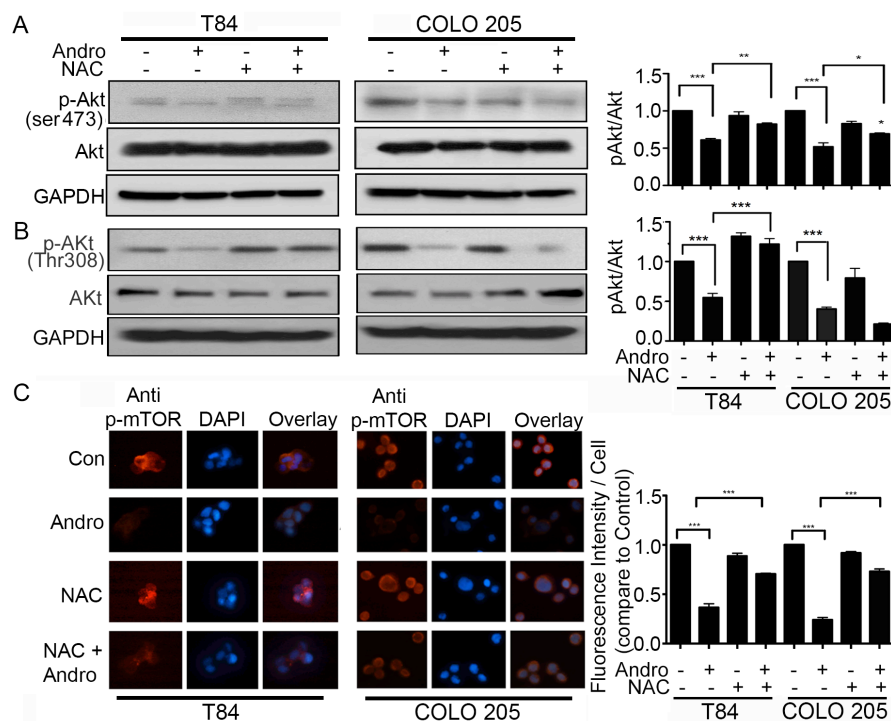 A
T84
COLO 205
Andro - + - + - + - +
NAC - - + + - - + +
p-Akt
(ser473)
Akt
GAPDH
pAkt/Akt
1.5
1.0
0.5
0.0
*** ** *** * *
B
p-AKt
(Thr308)
AKt
GAPDH
pAkt/Akt
1.5
1.0
0.5
0.0
*** *** ***
Andro - + - + - + - +
NAC - - + + - - + +
T84
COLO 205
C
Anti
p-mTOR DAPI Overlay
Anti
p-mTOR DAPI Overlay
Con
Andro
NAC
NAC +
Andro
T84
COLO 205
Fluorescence Intensity / Cell
(compare to Control)
1.5
1.0
0.5
0.0
*** *** *** ***
Andro - + - + - + - +
NAC - - + + - - + +
T84
COLO 205